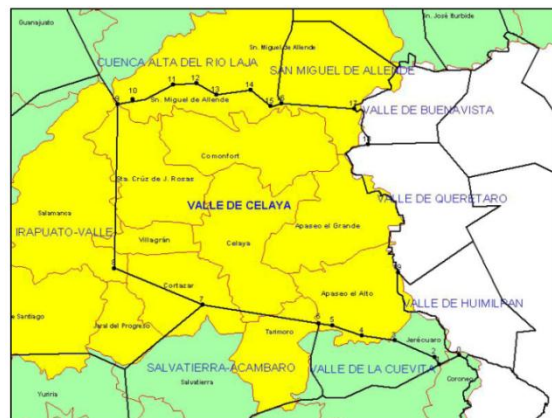 Guanajuato
Sn. José Iturbide
Sn. Miguel de Allende
CUENCA ALTA DEL RIO LAJA
SAN MIGUEL DE ALLENDE
10
11
12
13
14
15
Sn. Miguel de Allende
17
VALLE DE BUENAVISTA
Comonfort
Sta. Crúz de J. Rosas
VALLE DE QUERETARO
VALLE DE CELAYA
Salamanca
IRAPUATO-VALLE
Villagrán
Celaya
Apaseo el Grande
Cortazar
Apaseo el Alto
VALLE DE HUIMILPAN
7
6
5
4
Jaral del Progreso
Tarimoro
Jerécuaro
SALVATIERRA-ACAMBARO
VALLE DE LA CUEVITA
Salvatierra
Coroneo
Yuriria